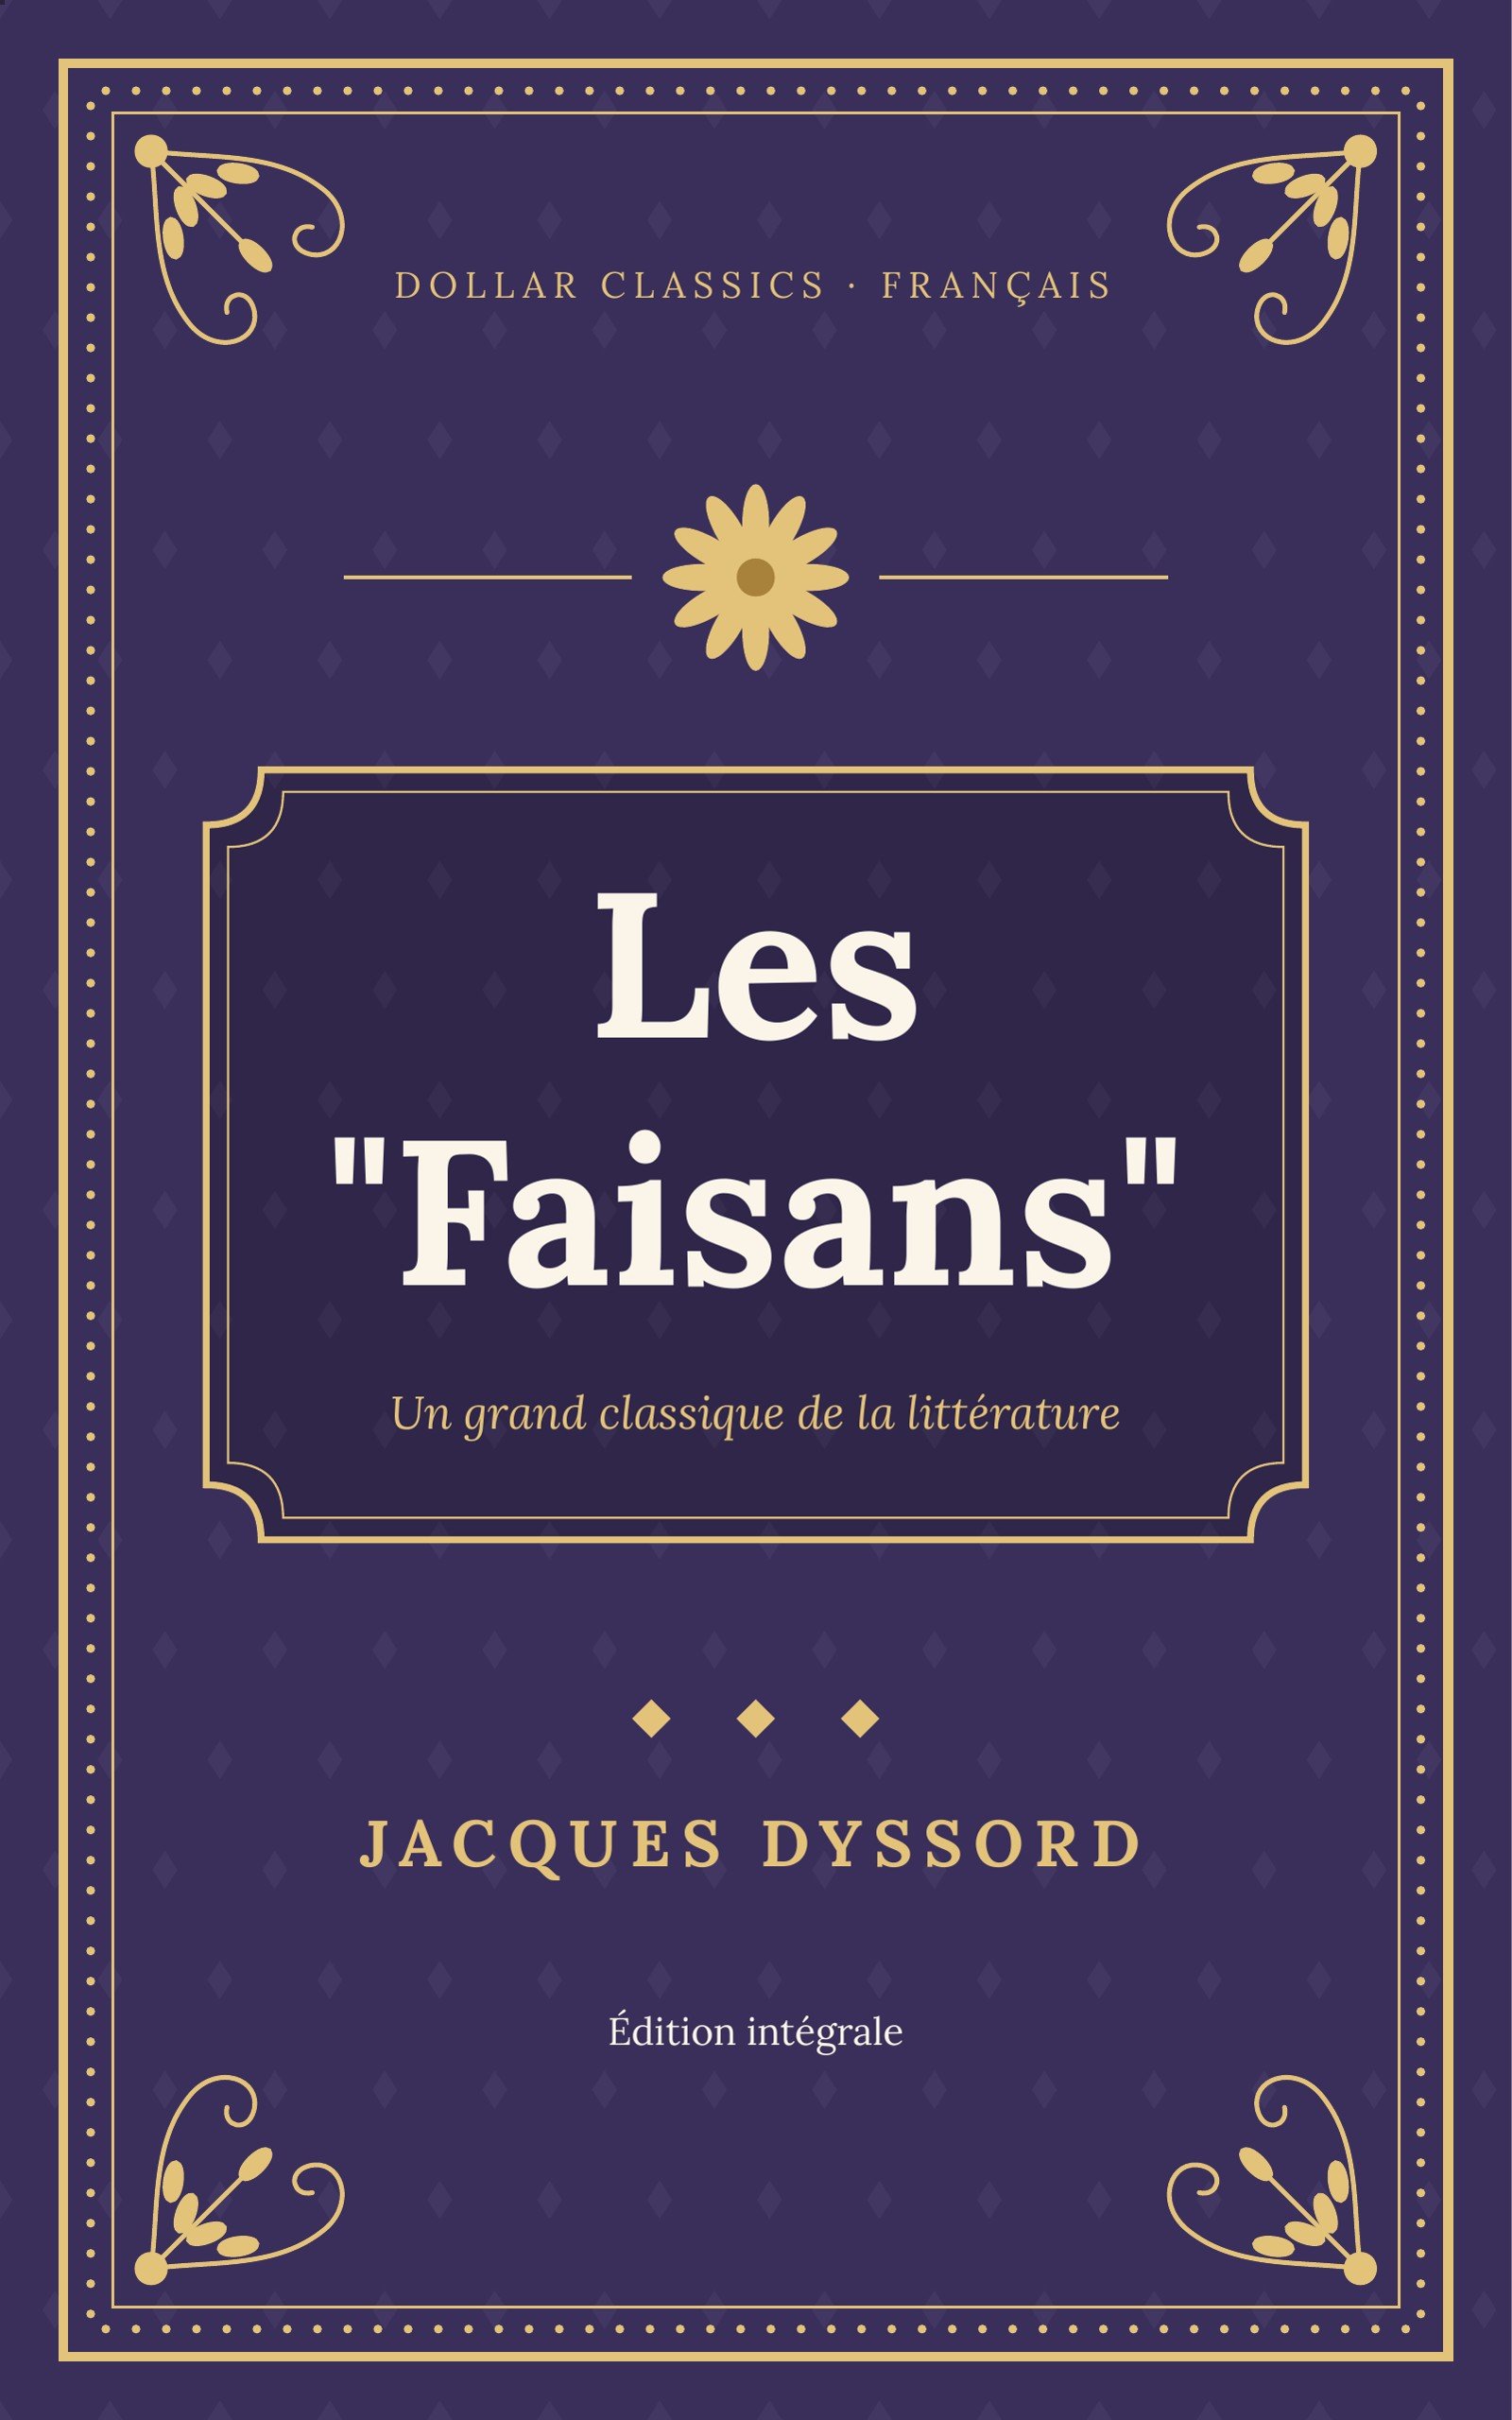 DOLLAR CLASSICS · FRANÇAIS
Les
"Faisans"
Un grand classique de la littérature
JACQUES DYSSORD
Édition intégrale